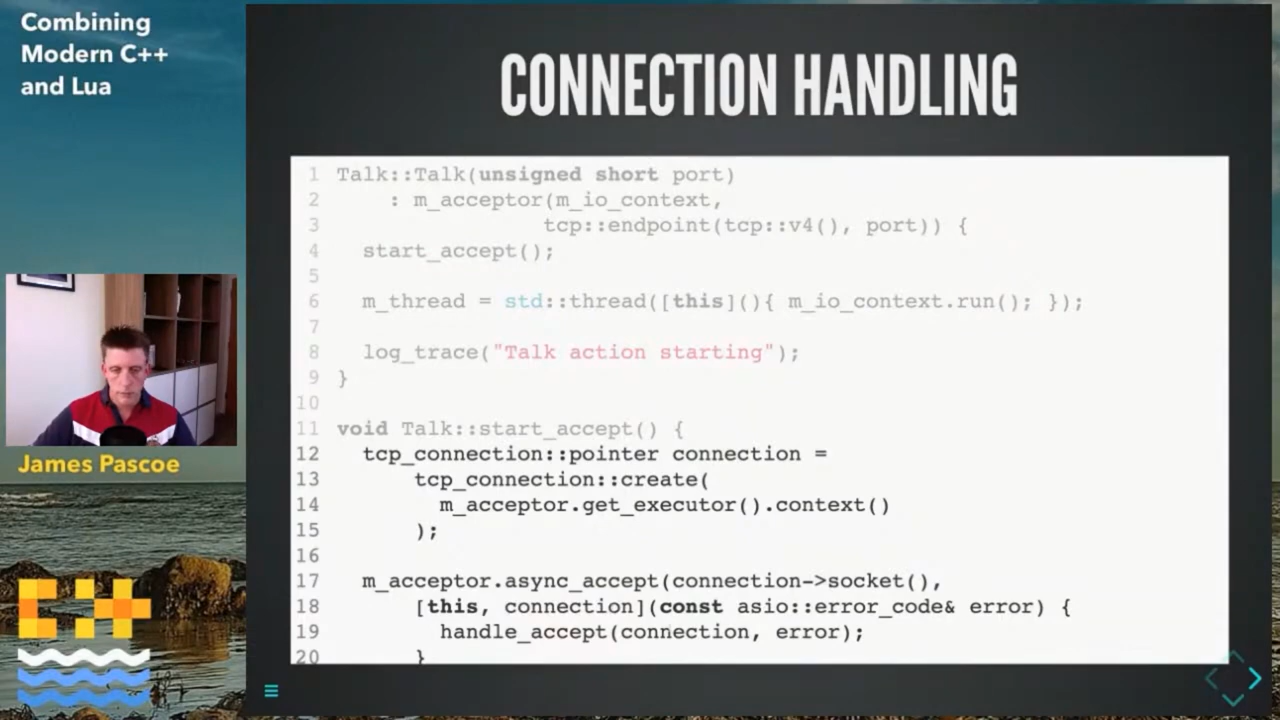 Combining
Modern C++
and Lua
James Pascoe
CONNECTION HANDLING
1 Talk::Talk(unsigned short port)
2 : m_acceptor(m_io_context,
3 tcp::endpoint(tcp::v4(), port)) {
4 start_accept();
5
6 m_thread = std::thread([this](){ m_io_context.run(); });
7
8 log_trace("Talk action starting");
9 }
10
11 void Talk::start_accept() {
12 tcp_connection::pointer connection =
13 tcp_connection::create(
14 m_acceptor.get_executor().context()
15 );
16
17 m_acceptor.async_accept(connection->socket(),
18 [this, connection](const asio::error_code& error) {
19 handle_accept(connection, error);
20 }